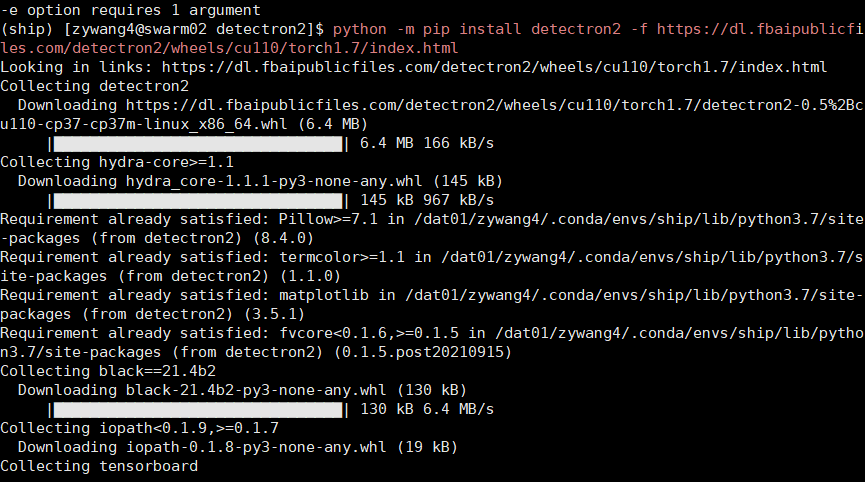 -e option requires 1 argument
(ship) [zywang4@swarm02 detectron2]$ python -m pip install detectron2 -f https://dl.fbaipublicfi
les.com/detectron2/wheels/cu110/torch1.7/index.html
Looking in links: https://dl.fbaipublicfiles.com/detectron2/wheels/cu110/torch1.7/index.html
Collecting detectron2
  Downloading https://dl.fbaipublicfiles.com/detectron2/wheels/cu110/torch1.7/detectron2-0.5%2Bc
u110-cp37-cp37m-linux_x86_64.whl (6.4 MB)
     |████████████████████████████████| 6.4 MB 166 kB/s
Collecting hydra-core>=1.1
  Downloading hydra_core-1.1.1-py3-none-any.whl (145 kB)
     |████████████████████████████████| 145 kB 967 kB/s
Requirement already satisfied: Pillow>=7.1 in /dat01/zywang4/.conda/envs/ship/lib/python3.7/site
-packages (from detectron2) (8.4.0)
Requirement already satisfied: termcolor>=1.1 in /dat01/zywang4/.conda/envs/ship/lib/python3.7/s
ite-packages (from detectron2) (1.1.0)
Requirement already satisfied: matplotlib in /dat01/zywang4/.conda/envs/ship/lib/python3.7/site-
packages (from detectron2) (3.5.1)
Requirement already satisfied: fvcore<0.1.6,>=0.1.5 in /dat01/zywang4/.conda/envs/ship/lib/pytho
n3.7/site-packages (from detectron2) (0.1.5.post20210915)
Collecting black==21.4b2
  Downloading black-21.4b2-py3-none-any.whl (130 kB)
     |████████████████████████████████| 130 kB 6.4 MB/s
Collecting iopath<0.1.9,>=0.1.7
  Downloading iopath-0.1.8-py3-none-any.whl (19 kB)
Collecting tensorboard